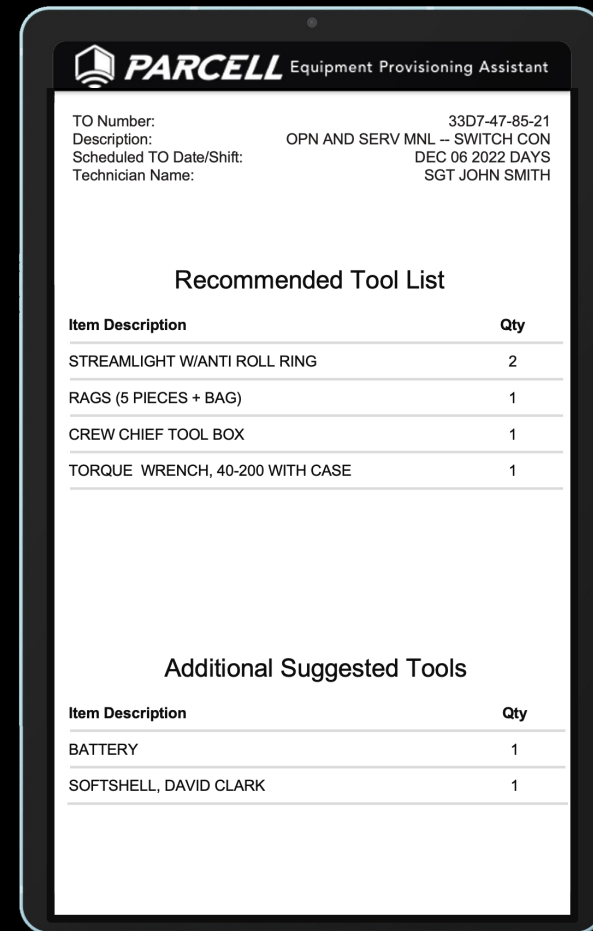 PARCELL Equipment Provisioning Assistant
TO Number: 33D7-47-85-21
Description: OPN AND SERV MNL -- SWITCH CON
Scheduled TO Date/Shift: DEC 06 2022 DAYS
Technician Name: SGT JOHN SMITH
Recommended Tool List
Item Description Qty
STREAMLIGHT W/ANTI ROLL RING 2
RAGS (5 PIECES + BAG) 1
CREW CHIEF TOOL BOX 1
TORQUE  WRENCH, 40-200 WITH CASE 1
Additional Suggested Tools
Item Description Qty
BATTERY 1
SOFTSHELL, DAVID CLARK 1